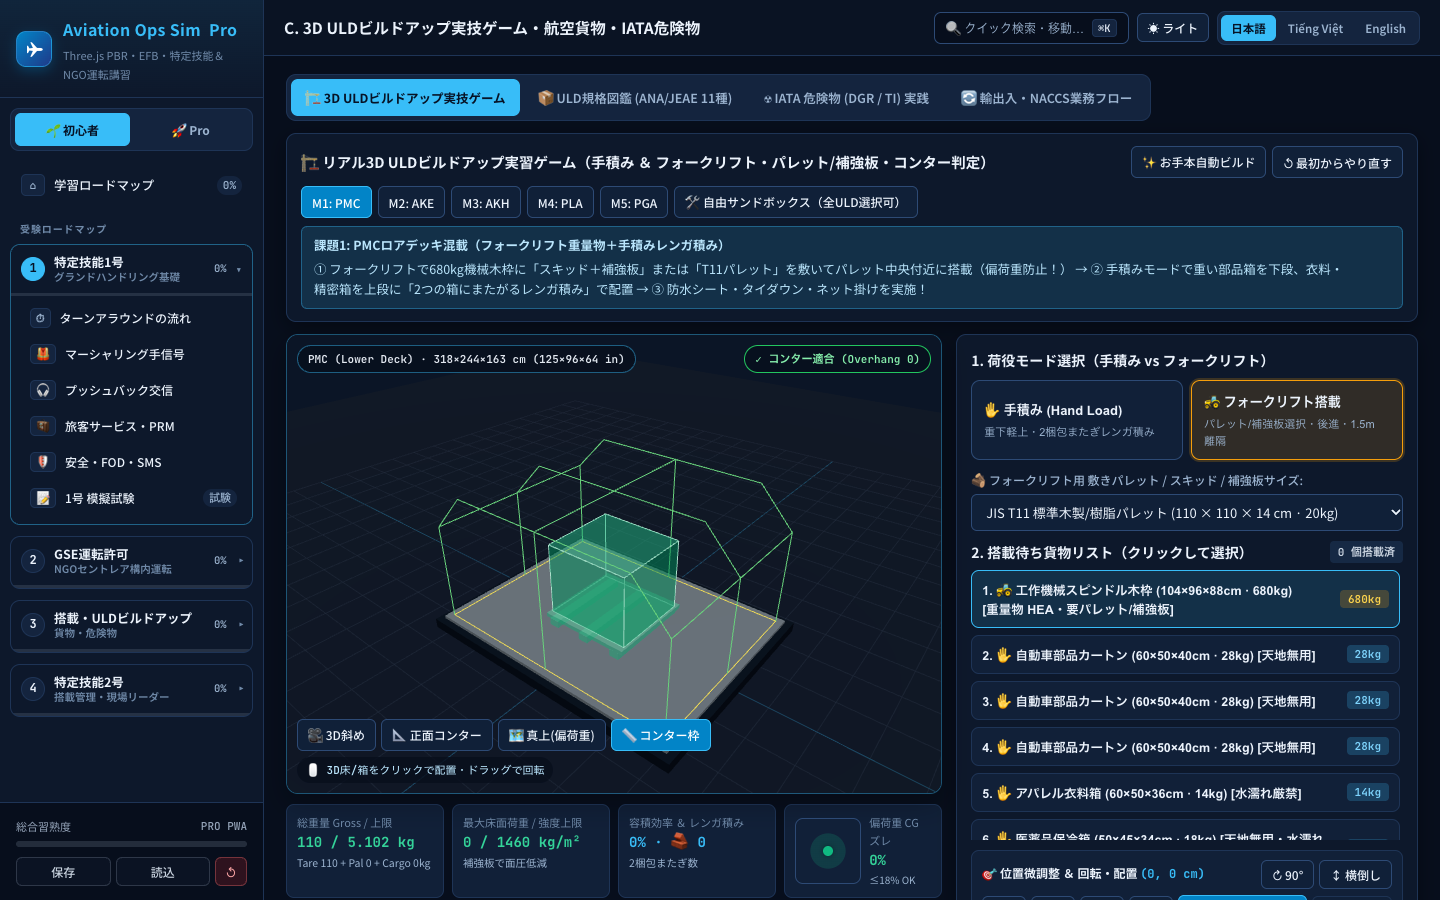 Aviation Ops Sim Pro
Three.js PBR・EFB・特定技能＆
NGO運転講習
初心者
Pro
学習ロードマップ
0%
受験ロードマップ
1
特定技能1号
グランドハンドリング基礎
0%
ターンアラウンドの流れ
マーシャリング手信号
プッシュバック交信
旅客サービス・PRM
安全・FOD・SMS
1号 模擬試験
試験
2
GSE運転許可
NGOセントレア構内運転
0%
3
搭載・ULDビルドアップ
貨物・危険物
0%
4
特定技能2号
搭載管理・現場リーダー
0%
総合習熟度
PRO PWA
保存
読込
C. 3D ULDビルドアップ実技ゲーム・航空貨物・IATA危険物
クイック検索・移動…
⌘K
ライト
日本語
Tiếng Việt
English
3D ULDビルドアップ実技ゲーム
ULD規格図鑑 (ANA/JEAE 11種)
☢ IATA 危険物 (DGR / TI) 実践
輸出入・NACCS業務フロー
リアル3D ULDビルドアップ実習ゲーム（手積み ＆ フォークリフト・パレット/補強板・コンター判定）
✨ お手本自動ビルド
↺ 最初からやり直す
M1: PMC
M2: AKE
M3: AKH
M4: PLA
M5: PGA
🛠 自由サンドボックス（全ULD選択可）
課題1: PMCロアデッキ混載（フォークリフト重量物＋手積みレンガ積み）
① フォークリフトで680kg機械木枠に「スキッド＋補強板」または「T11パレット」を敷いてパレット中央付近に搭載（偏荷重防止！） → ② 手積みモードで重い部品箱を下段、衣料・
精密箱を上段に「2つの箱にまたがるレンガ積み」で配置 → ③ 防水シート・タイダウン・ネット掛けを実施！
PMC (Lower Deck) · 318×244×163 cm (125×96×64 in)
✓ コンター適合 (Overhang 0)
3D斜め
正面コンター
真上(偏荷重)
コンター枠
3D床/箱をクリックで配置・ドラッグで回転
総重量 Gross / 上限
110 / 5.102 kg
Tare 110 + Pal 0 + Cargo 0kg
最大床面荷重 / 強度上限
0 / 1460 kg/m²
補強板で面圧低減
容積効率 ＆ レンガ積み
0% · 🧱 0
2梱包またぎ数
偏荷重 CG
ズレ
0%
≤18% OK
1. 荷役モード選択（手積み vs フォークリフト）
✋ 手積み (Hand Load)
重下軽上・2梱包またぎレンガ積み
フォークリフト搭載
パレット/補強板選択・後進・1.5m
離隔
フォークリフト用 敷きパレット / スキッド / 補強板サイズ:
JIS T11 標準木製/樹脂パレット (110 × 110 × 14 cm · 20kg)
2. 搭載待ち貨物リスト（クリックして選択）
0 個搭載済
1. 工作機械スピンドル木枠 (104×96×88cm · 680kg)
[重量物 HEA・要パレット/補強板]
680kg
2. ✋ 自動車部品カートン (60×50×40cm · 28kg) [天地無用]
28kg
3. ✋ 自動車部品カートン (60×50×40cm · 28kg) [天地無用]
28kg
4. ✋ 自動車部品カートン (60×50×40cm · 28kg) [天地無用]
28kg
5. ✋ アパレル衣料箱 (60×50×36cm · 14kg) [水濡れ厳禁]
14kg
6. ✋ 医薬品保冷箱 (50×45×34cm · 18kg) [天地無用・水濡れ
🎯 位置微調整 ＆ 回転・配置 (0, 0 cm)
↻ 90°
↕ 横倒し